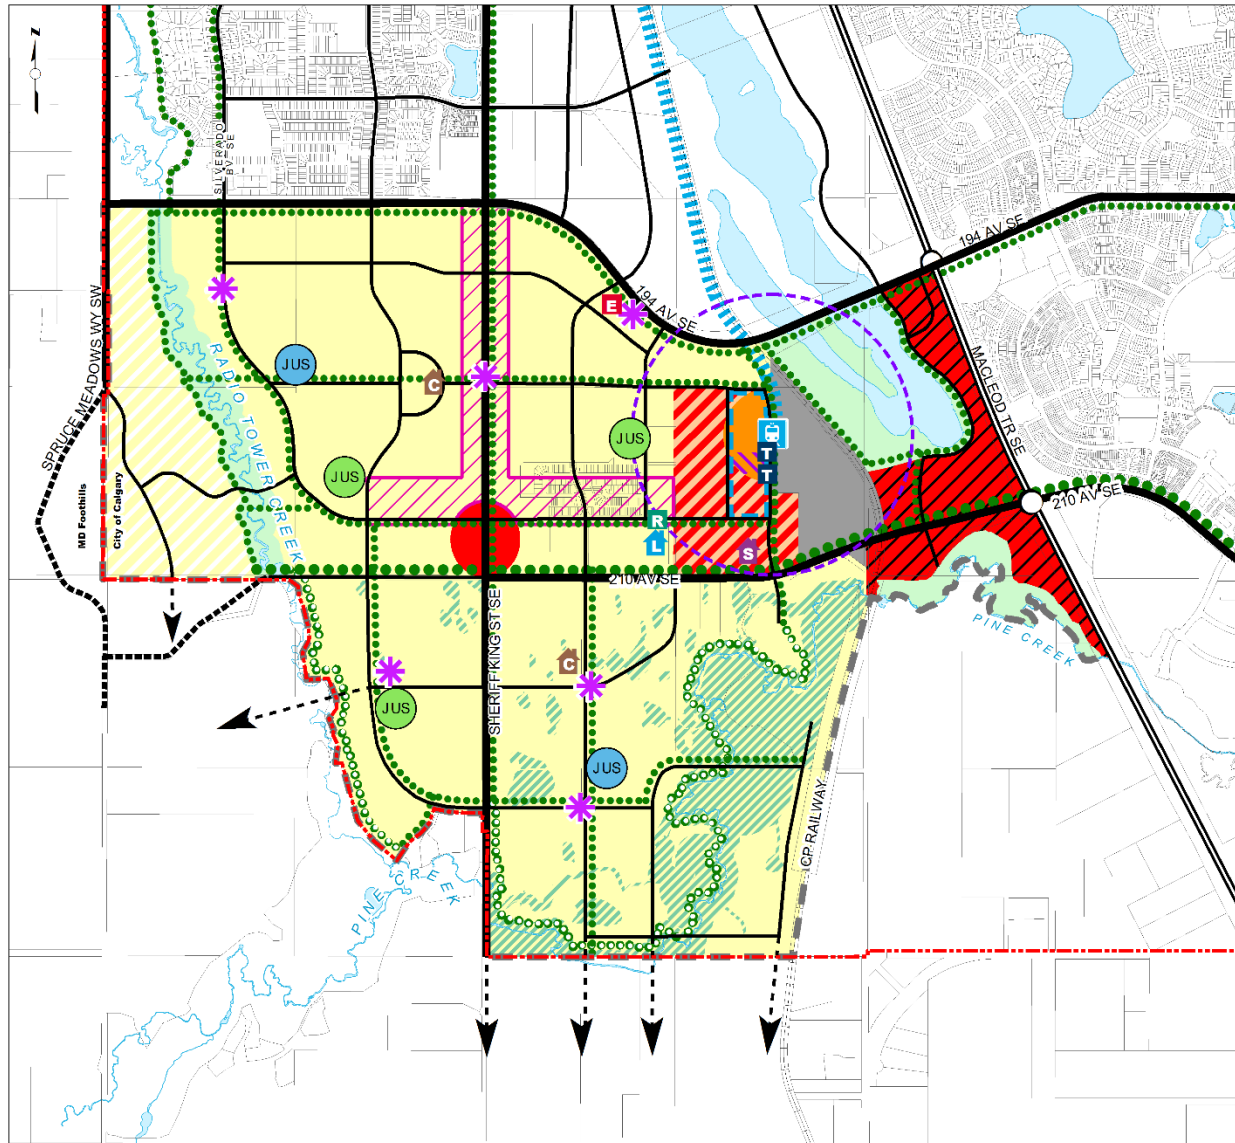 N
SILVERADO
BV SE
194 AV SE
194 AV SE
E
SPRUCE MEADOWS WY SW
RADIO TOWER CREEK
JUS
C
MACLEOD TR SE
JUS
JUS
T
T
210 AV SE
MD Foothills
City of Calgary
R
L
S
210 AV SE
SHERIFF KING ST SE
PINE CREEK
C
JUS
JUS
CP RAILWAY
PINE CREEK